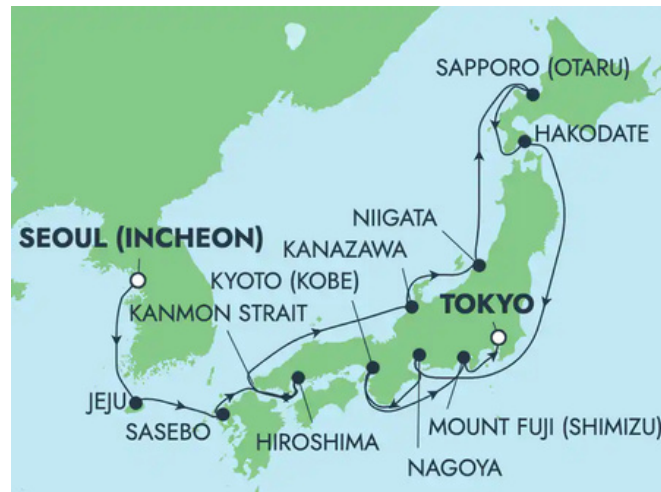 SAPPORO (OTARU)
HAKODATE
NIIGATA
SEOUL (INCHEON)
KANAZAWA
KYOTO (KOBE)
TOKYO
KANMON STRAIT
JEJU
SASEBO
HIROSHIMA
MOUNT FUJI (SHIMIZU)
NAGOYA